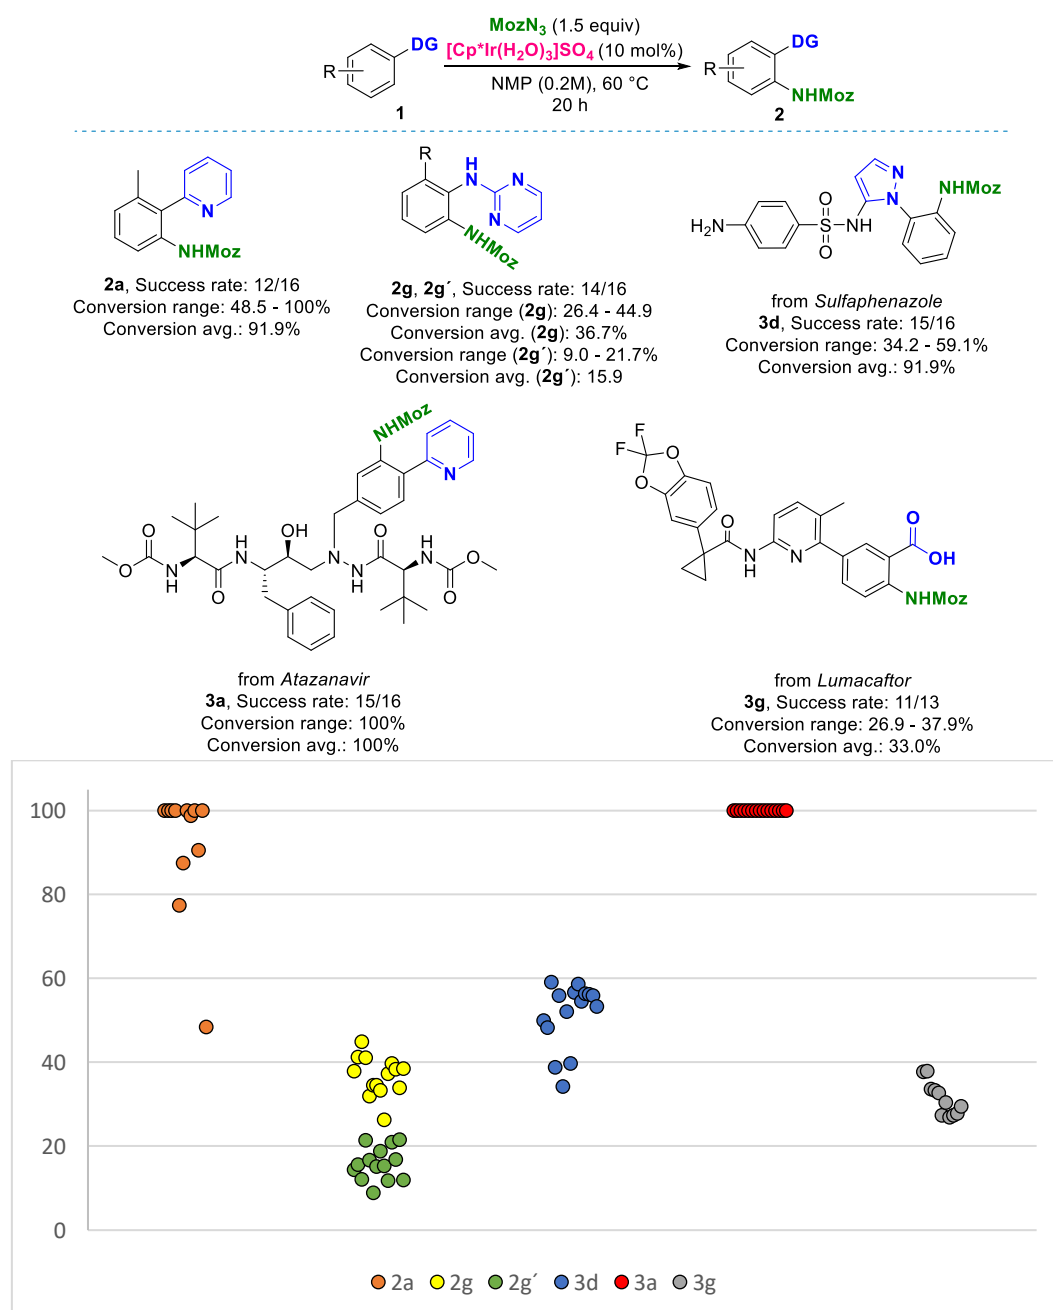 MozN3 (1.5 equiv)
[Cp*Ir(H2O)3]SO4 (10 mol%)
NMP (0.2M), 60 °C
20 h
R
DG
1
R
DG
NHMoz
2
N
NHMoz
2a, Success rate: 12/16
Conversion range: 48.5 - 100%
Conversion avg.: 91.9%
R
H
N
N
N
NHMoz
2g, 2g´, Success rate: 14/16
Conversion range (2g): 26.4 - 44.9
Conversion avg. (2g): 36.7%
Conversion range (2g´): 9.0 - 21.7%
Conversion avg. (2g´): 15.9
H2N
O
S
O
NH
N
N
NHMoz
from Sulfaphenazole
3d, Success rate: 15/16
Conversion range: 34.2 - 59.1%
Conversion avg.: 91.9%
NHMoz
N
O
O
N
H
O
H
N
OH
N
NH
O
H
N
O
O
from Atazanavir
3a, Success rate: 15/16
Conversion range: 100%
Conversion avg.: 100%
F
F
O
O
O
N
H
N
O
OH
NHMoz
from Lumacaftor
3g, Success rate: 11/13
Conversion range: 26.9 - 37.9%
Conversion avg.: 33.0%
100
80
60
40
20
0
2a 2g 2g´ 3d 3a 3g